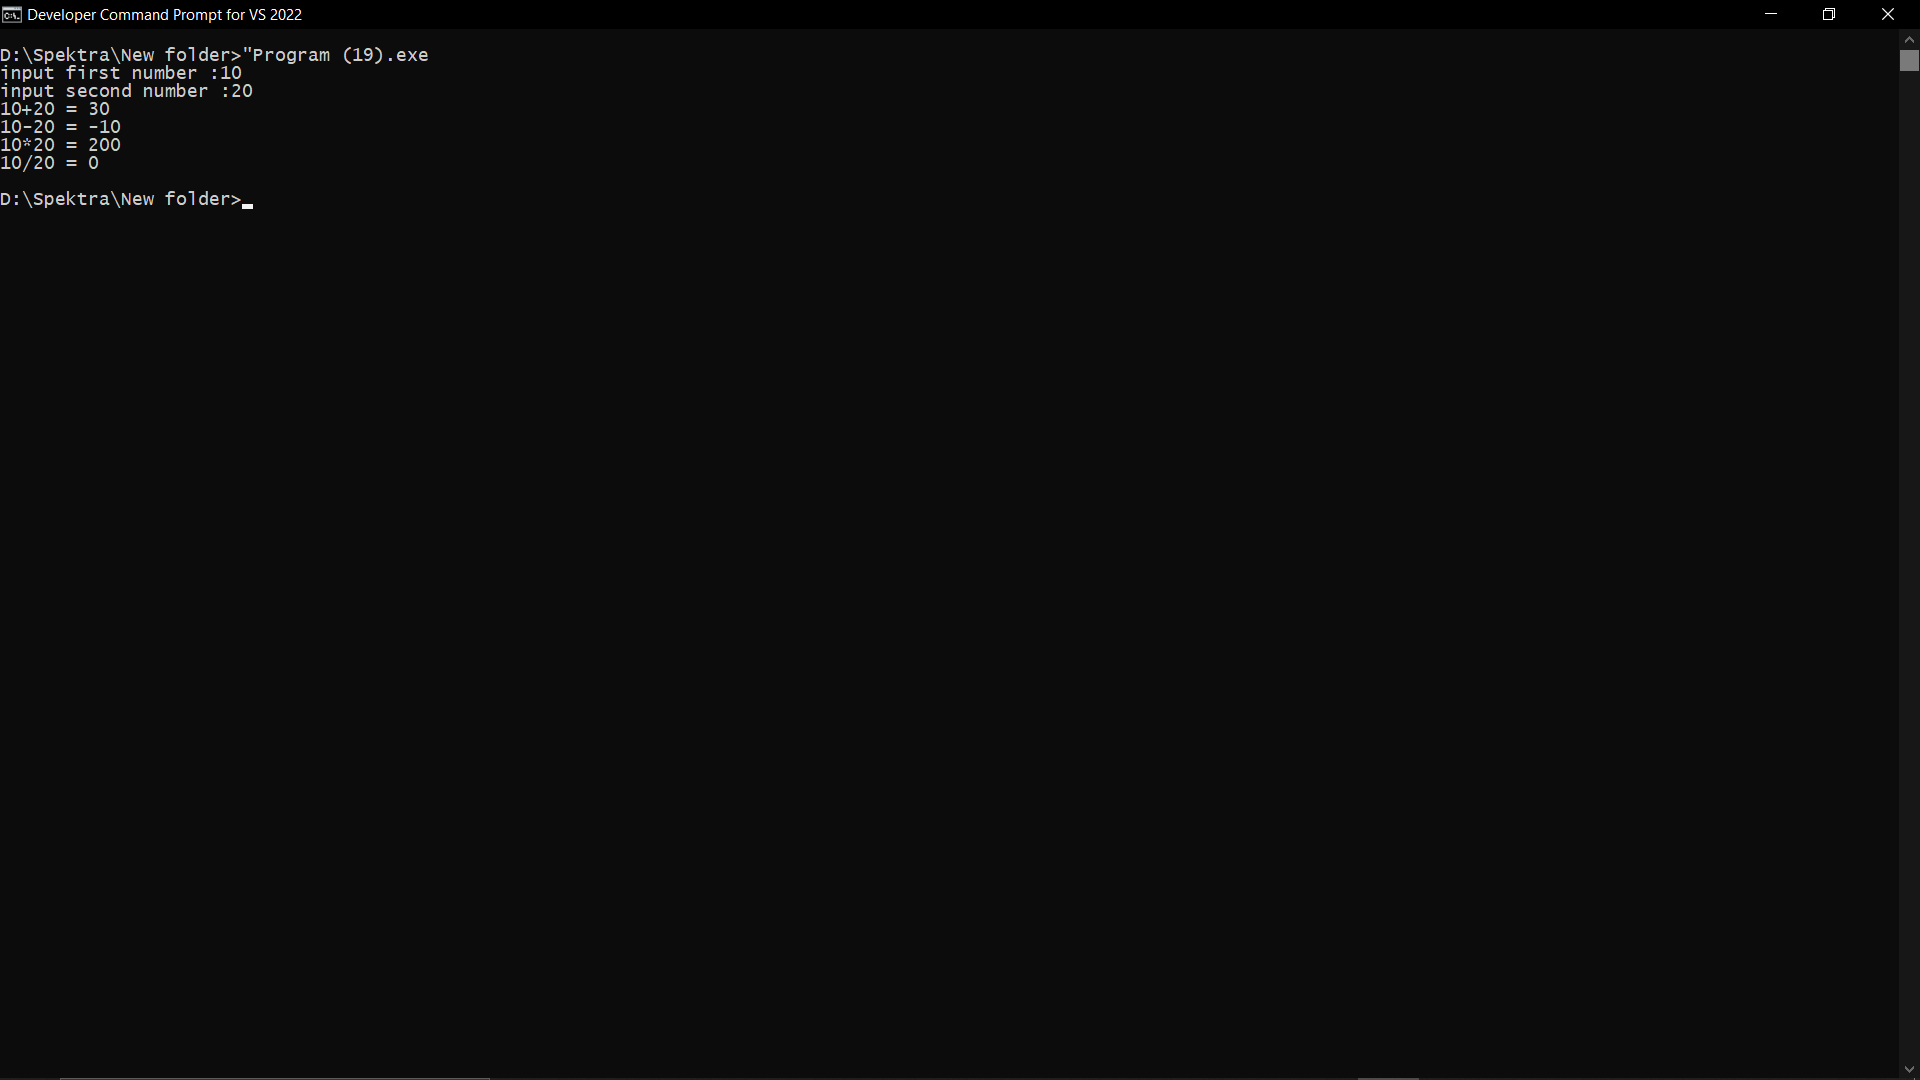 Developer Command Prompt for VS 2022
D:\Spektra\New folder>"Program (19).exe
input first number :10
input second number :20
10+20 = 30
10-20 = -10
10*20 = 200
10/20 = 0
D:\Spektra\New folder>